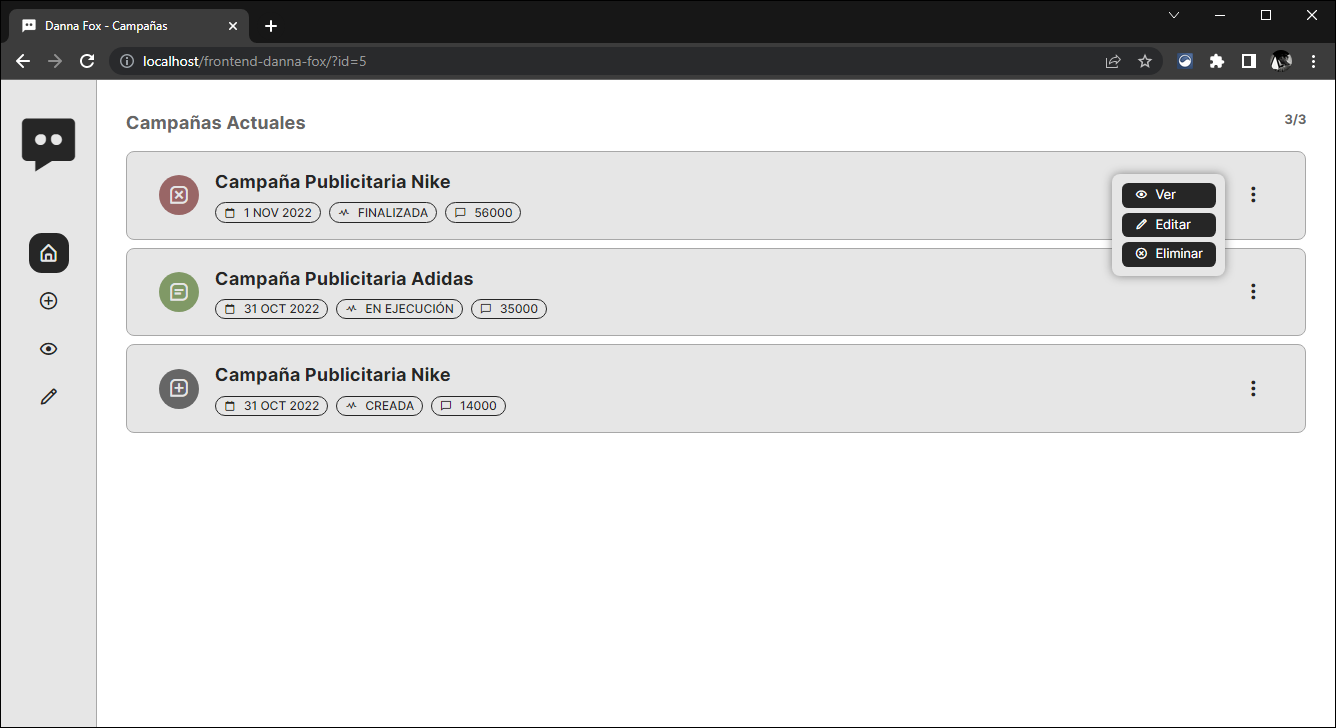 Danna Fox - Campañas
localhost/frontend-danna-fox/?id=5
Campañas Actuales
3/3
Campaña Publicitaria Nike
1 NOV 2022 FINALIZADA 56000
Ver
Editar
Eliminar
Campaña Publicitaria Adidas
31 OCT 2022 EN EJECUCIÓN 35000
Campaña Publicitaria Nike
31 OCT 2022 CREADA 14000